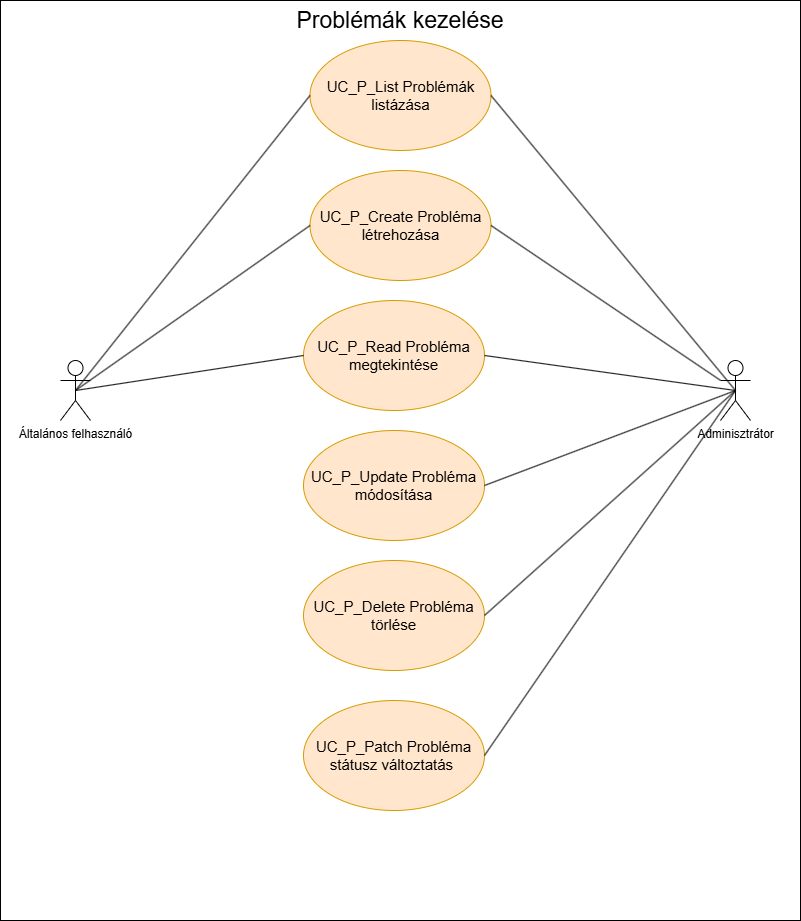 Problémák kezelése
UC_P_List Problémák
listázása
UC_P_Create Probléma
létrehozása
UC_P_Read Probléma
megtekintése
Általános felhasználó
Adminisztrátor
UC_P_Update Probléma
módosítása
UC_P_Delete Probléma
törlése
UC_P_Patch Probléma
státusz változtatás